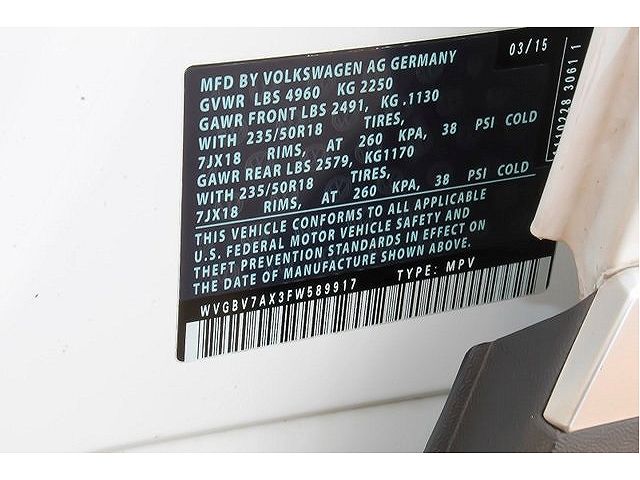 03/15
MFD BY VOLKSWAGEN AG GERMANY
GVWR LBS 4960 KG 2250
GAWR FRONT LBS 2491, KG .1130
WITH 235/50R18 TIRES,
7JX18 RIMS, AT 260 KPA, 38 PSI COLD
GAWR REAR LBS 2579, KG1170
WITH 235/50R18 TIRES,
7JX18 RIMS, AT 260 KPA, 38 PSI COLD
THIS VEHICLE CONFORMS TO ALL APPLICABLE
U.S. FEDERAL MOTOR VEHICLE SAFETY AND
THEFT PREVENTION STANDARDS IN EFFECT ON
THE DATE OF MANUFACTURE SHOWN ABOVE.
WVGBV7AX3FW589917 TYPE: MPV